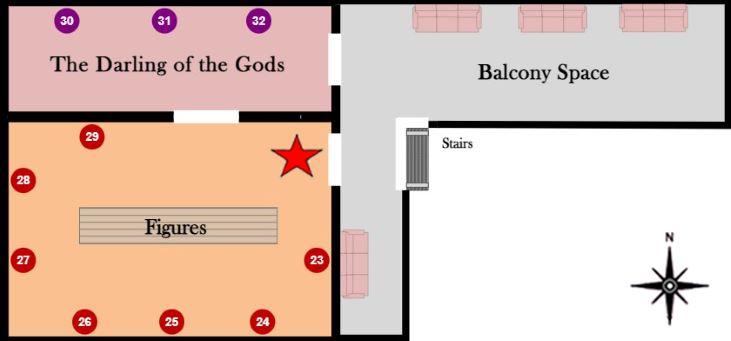 30 31 32
The Darling of the Gods
Balcony Space
29
Stairs
28
Figures
27
23
26 25 24
N